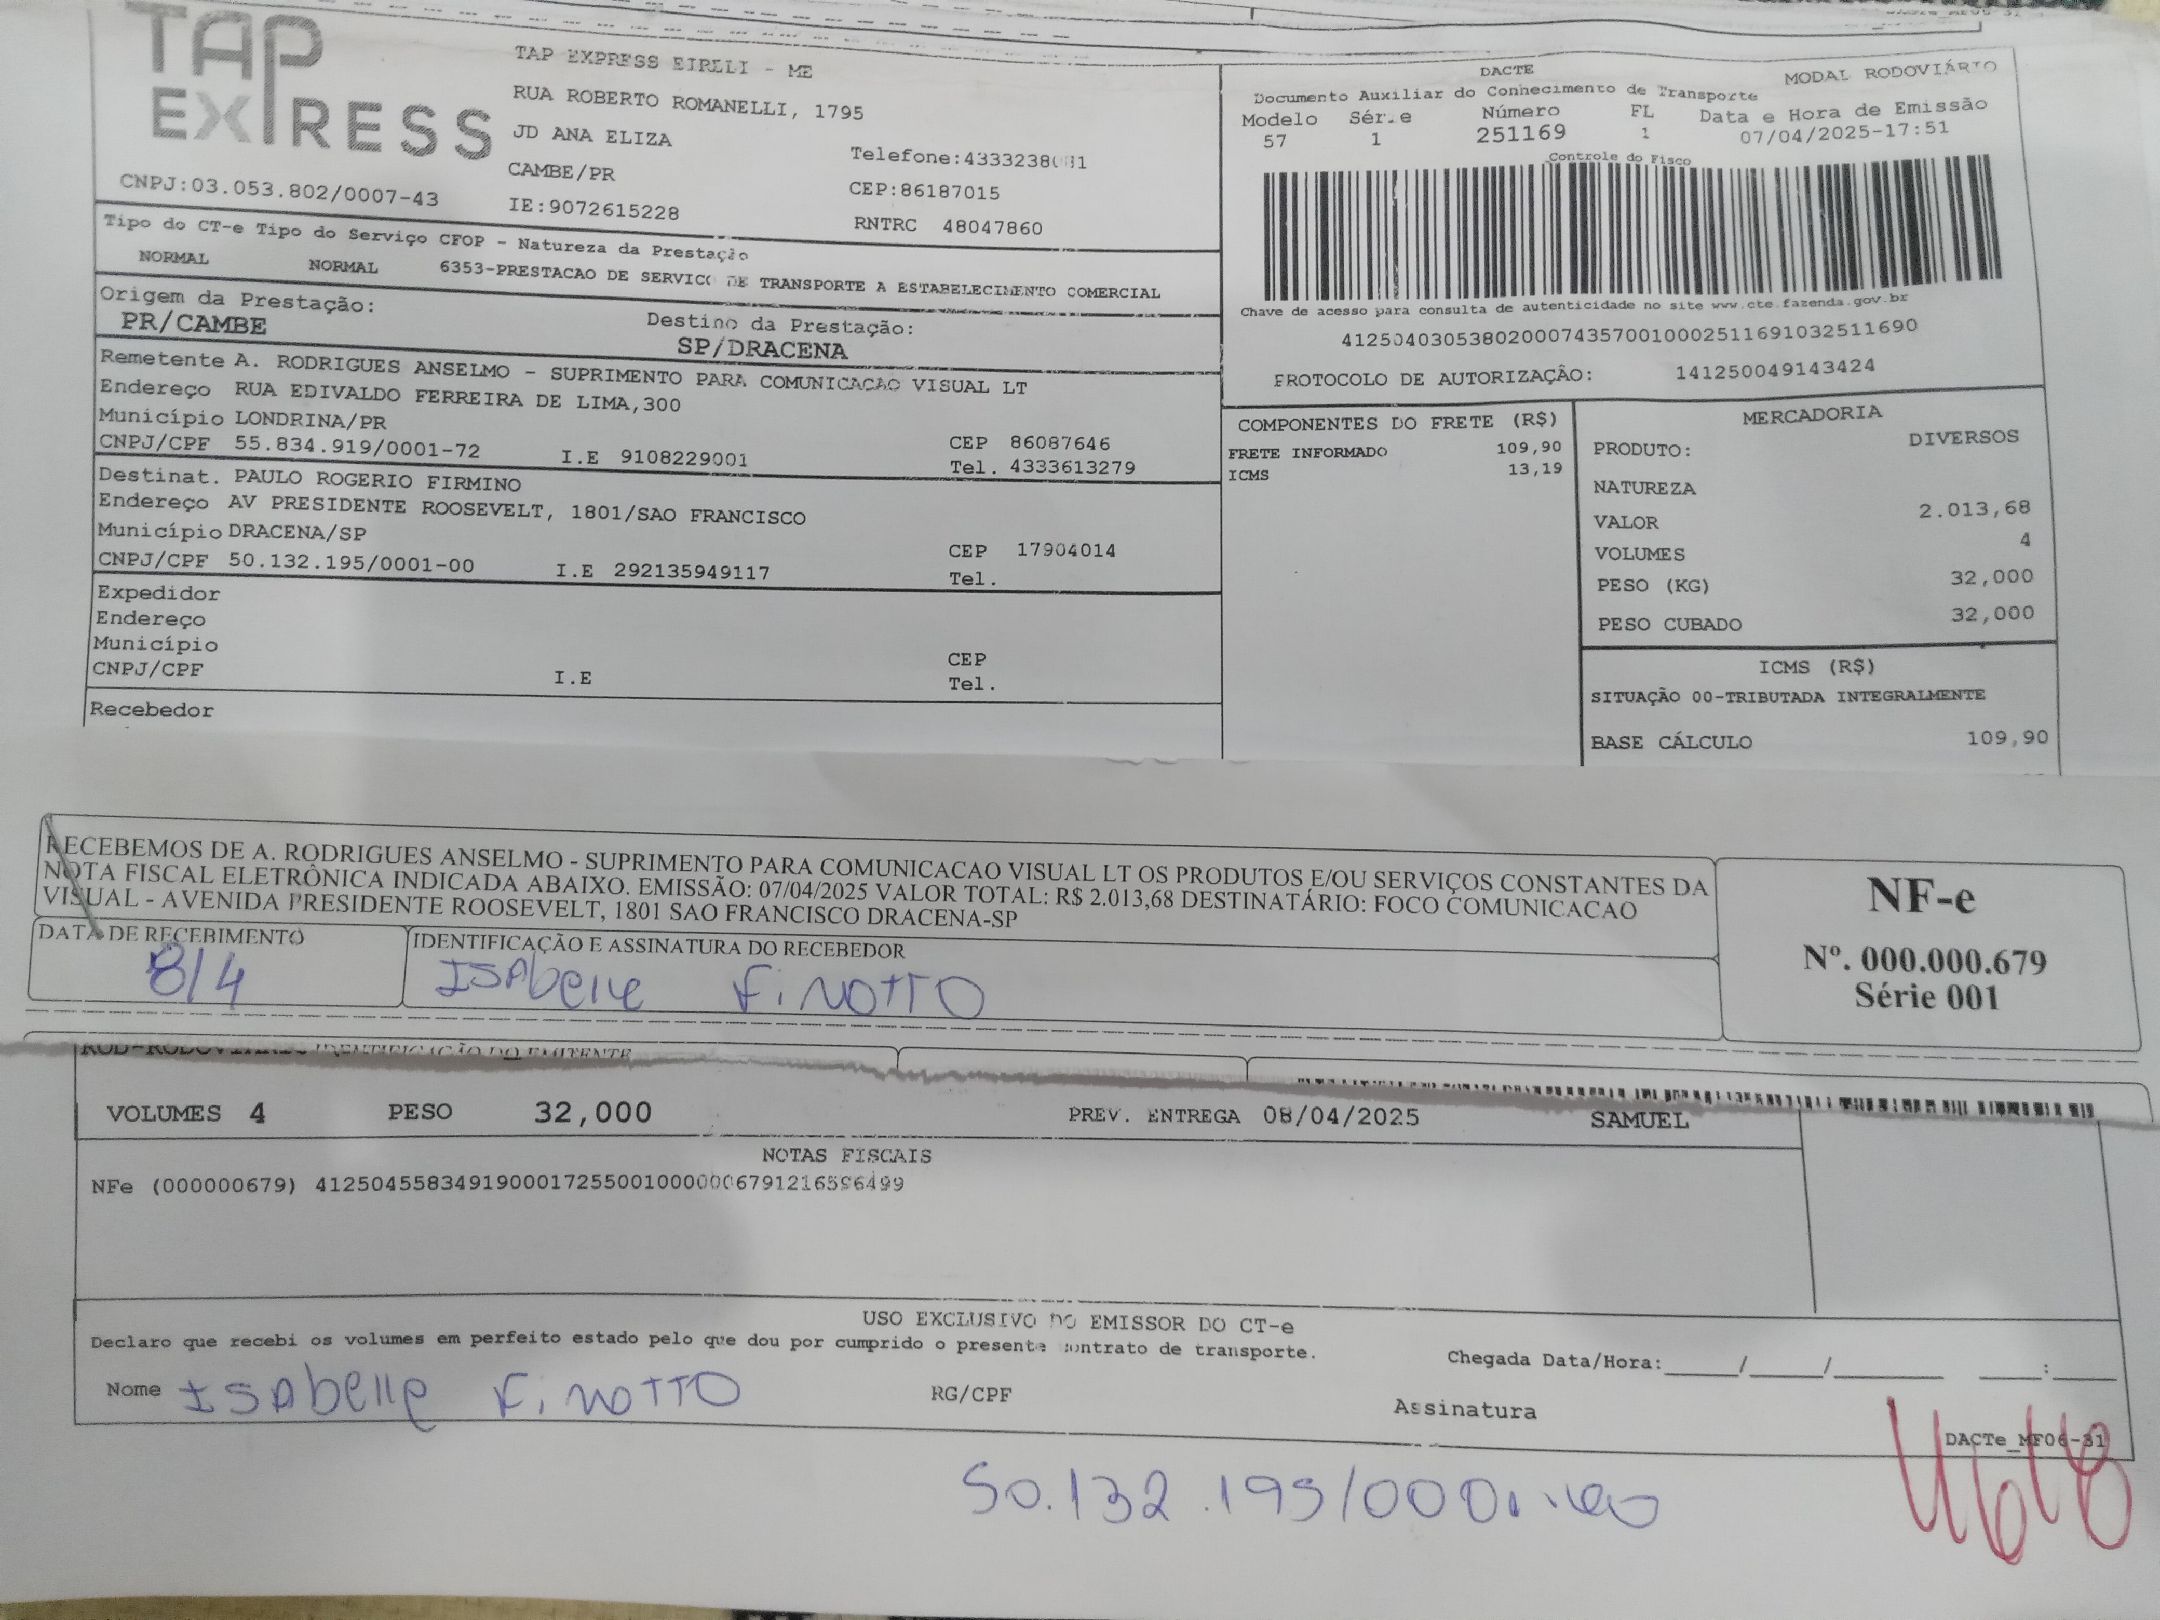 TAP EXPRESS
TAP EXPRESS EIRELI - ME
RUA ROBERTO ROMANELLI, 1795
JD ANA ELIZA
Telefone:4333238
CAMBE/PR
CEP:86187015
CNPJ:03.053.802/0007-43
IE:9072615228
RNTRC 48047860
Tipo do CT-e Tipo do Serviço CFOP - Natureza da Prestação
NORMAL NORMAL 6353-PRESTACAO DE SERVICO DE TRANSPORTE A ESTABELECIMENTO COMERCIAL
Origem da Prestação:
PR/CAMBE
Destino da Prestação:
SP/DRACENA
Remetente A. RODRIGUES ANSELMO - SUPRIMENTO PARA COMUNICACAO VISUAL LT
Endereço RUA EDIVALDO FERREIRA DE LIMA,300
Município LONDRINA/PR
CEP 86087646
CNPJ/CPF 55.834.919/0001-72 I.E 9108229001
Tel. 4333613279
Destinat. PAULO ROGERIO FIRMINO
Endereço AV PRESIDENTE ROOSEVELT, 1801/SAO FRANCISCO
Município DRACENA/SP
CEP 17904014
CNPJ/CPF 50.132.195/0001-00 I.E 292135949117
Tel.
Expedidor
Endereço
Município
CEP
CNPJ/CPF I.E
Tel.
Recebedor
DACTE
MODAL RODOVIÁRIO
Documento Auxiliar do Conhecimento de Transporte
Modelo Série Número FL Data e Hora de Emissão
57 1 251169 1 07/04/2025-17:51
Controle do Fisco
Chave de acesso para consulta de autenticidade no site www.cte.fazenda.gov.br
41250403053802000743570010002511691032511690
PROTOCOLO DE AUTORIZAÇÃO: 141250049143424
COMPONENTES DO FRETE (R$)
FRETE INFORMADO 109,90
ICMS 13,19
MERCADORIA
PRODUTO: DIVERSOS
NATUREZA
VALOR 2.013,68
VOLUMES 4
PESO (KG) 32,000
PESO CUBADO 32,000
ICMS (R$)
SITUAÇÃO 00-TRIBUTADA INTEGRALMENTE
BASE CÁLCULO 109,90
RECEBEMOS DE A. RODRIGUES ANSELMO - SUPRIMENTO PARA COMUNICACAO VISUAL LT OS PRODUTOS E/OU SERVIÇOS CONSTANTES DA
NOTA FISCAL ELETRÔNICA INDICADA ABAIXO. EMISSÃO: 07/04/2025 VALOR TOTAL: R$ 2.013,68 DESTINATÁRIO: FOCO COMUNICACAO
VISUAL - AVENIDA PRESIDENTE ROOSEVELT, 1801 SAO FRANCISCO DRACENA-SP
DATA DE RECEBIMENTO
8/4
IDENTIFICAÇÃO E ASSINATURA DO RECEBEDOR
ISAbelle FiNOTTO
NF-e
Nº. 000.000.679
Série 001
IDENTIFICAÇÃO DO EMITENTE
VOLUMES 4 PESO 32,000 PREV. ENTREGA 08/04/2025 SAMUEL
NOTAS FISCAIS
NFe (000000679) 41250455834919000172550010000006791216596499
USO EXCLUSIVO DO EMISSOR DO CT-e
Declaro que recebi os volumes em perfeito estado pelo que dou por cumprido o presente contrato de transporte.
Chegada Data/Hora:_____/_____/_______ ____:____
Nome ISAbelle FiNOTTO RG/CPF Assinatura
DACTe_MF06-31
50.132.195/000